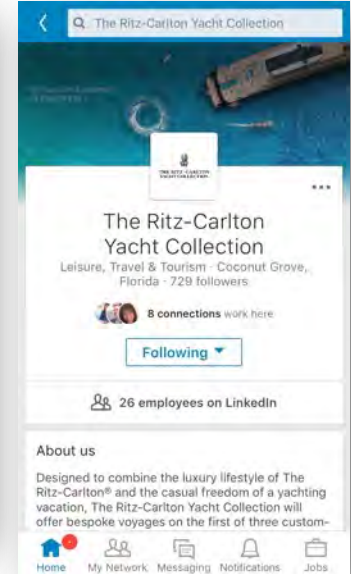 The Ritz-Carlton Yacht Collection
THE RITZ-CARLTON
YACHT COLLECTION
The Ritz-Carlton
Yacht Collection
Leisure, Travel & Tourism · Coconut Grove,
Florida · 729 followers
8 connections work here
Following
26 employees on LinkedIn
About us
Designed to combine the luxury lifestyle of The
Ritz-Carlton® and the casual freedom of a yachting
vacation, The Ritz-Carlton Yacht Collection will
offer bespoke voyages on the first of three custom-
Home My Network Messaging Notifications Jobs